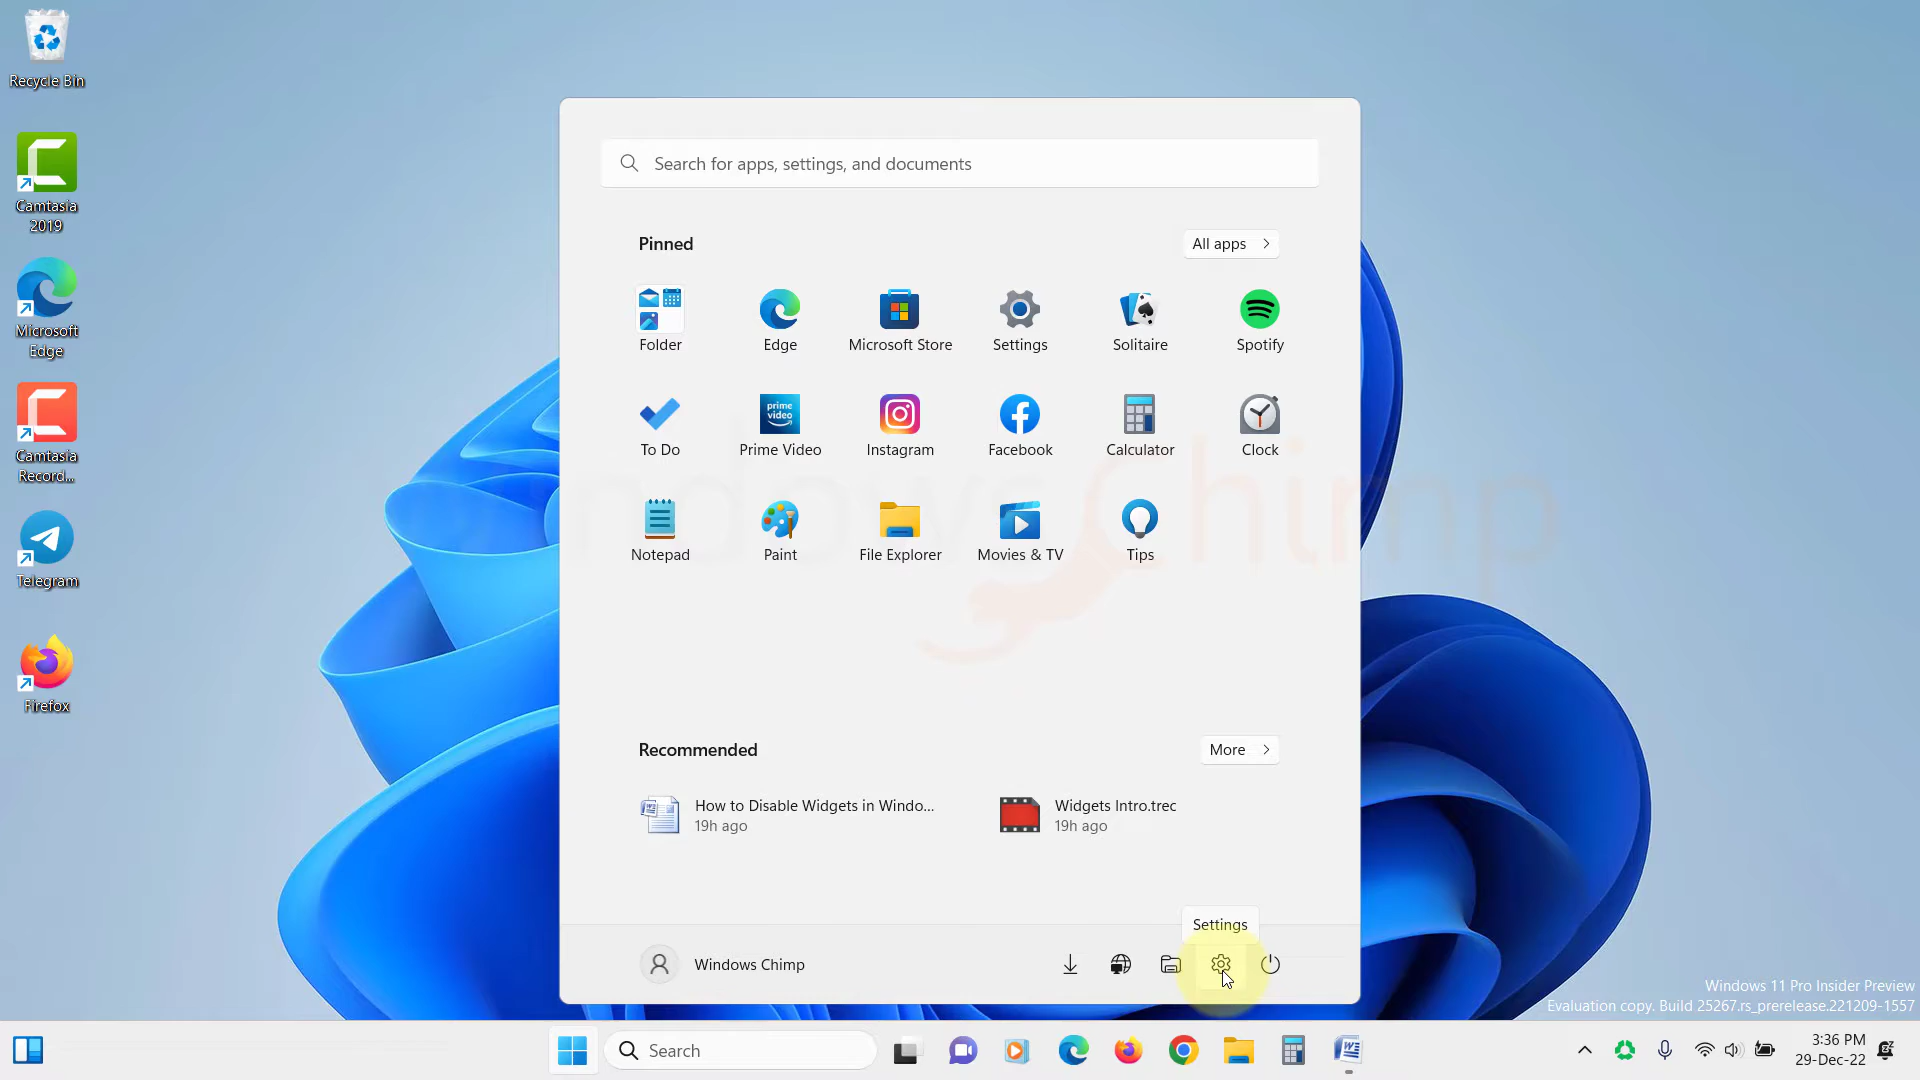 Recycle Bin
Camtasia
2019
Microsoft
Edge
Camtasia
Record...
Telegram
Firefox
Search for apps, settings, and documents
Pinned
All apps
Folder
Edge
Microsoft Store
Settings
Solitaire
Spotify
prime
video
To Do
Prime Video
Instagram
Facebook
Calculator
Clock
Notepad
Paint
File Explorer
Movies & TV
Tips
indows Chimp
Recommended
More
How to Disable Widgets in Windo...
19h ago
Widgets Intro.trec
19h ago
Settings
Windows Chimp
Windows 11 Pro Insider Preview
Evaluation copy. Build 25267.rs_prerelease.221209-1557
Search
3:36 PM
29-Dec-22